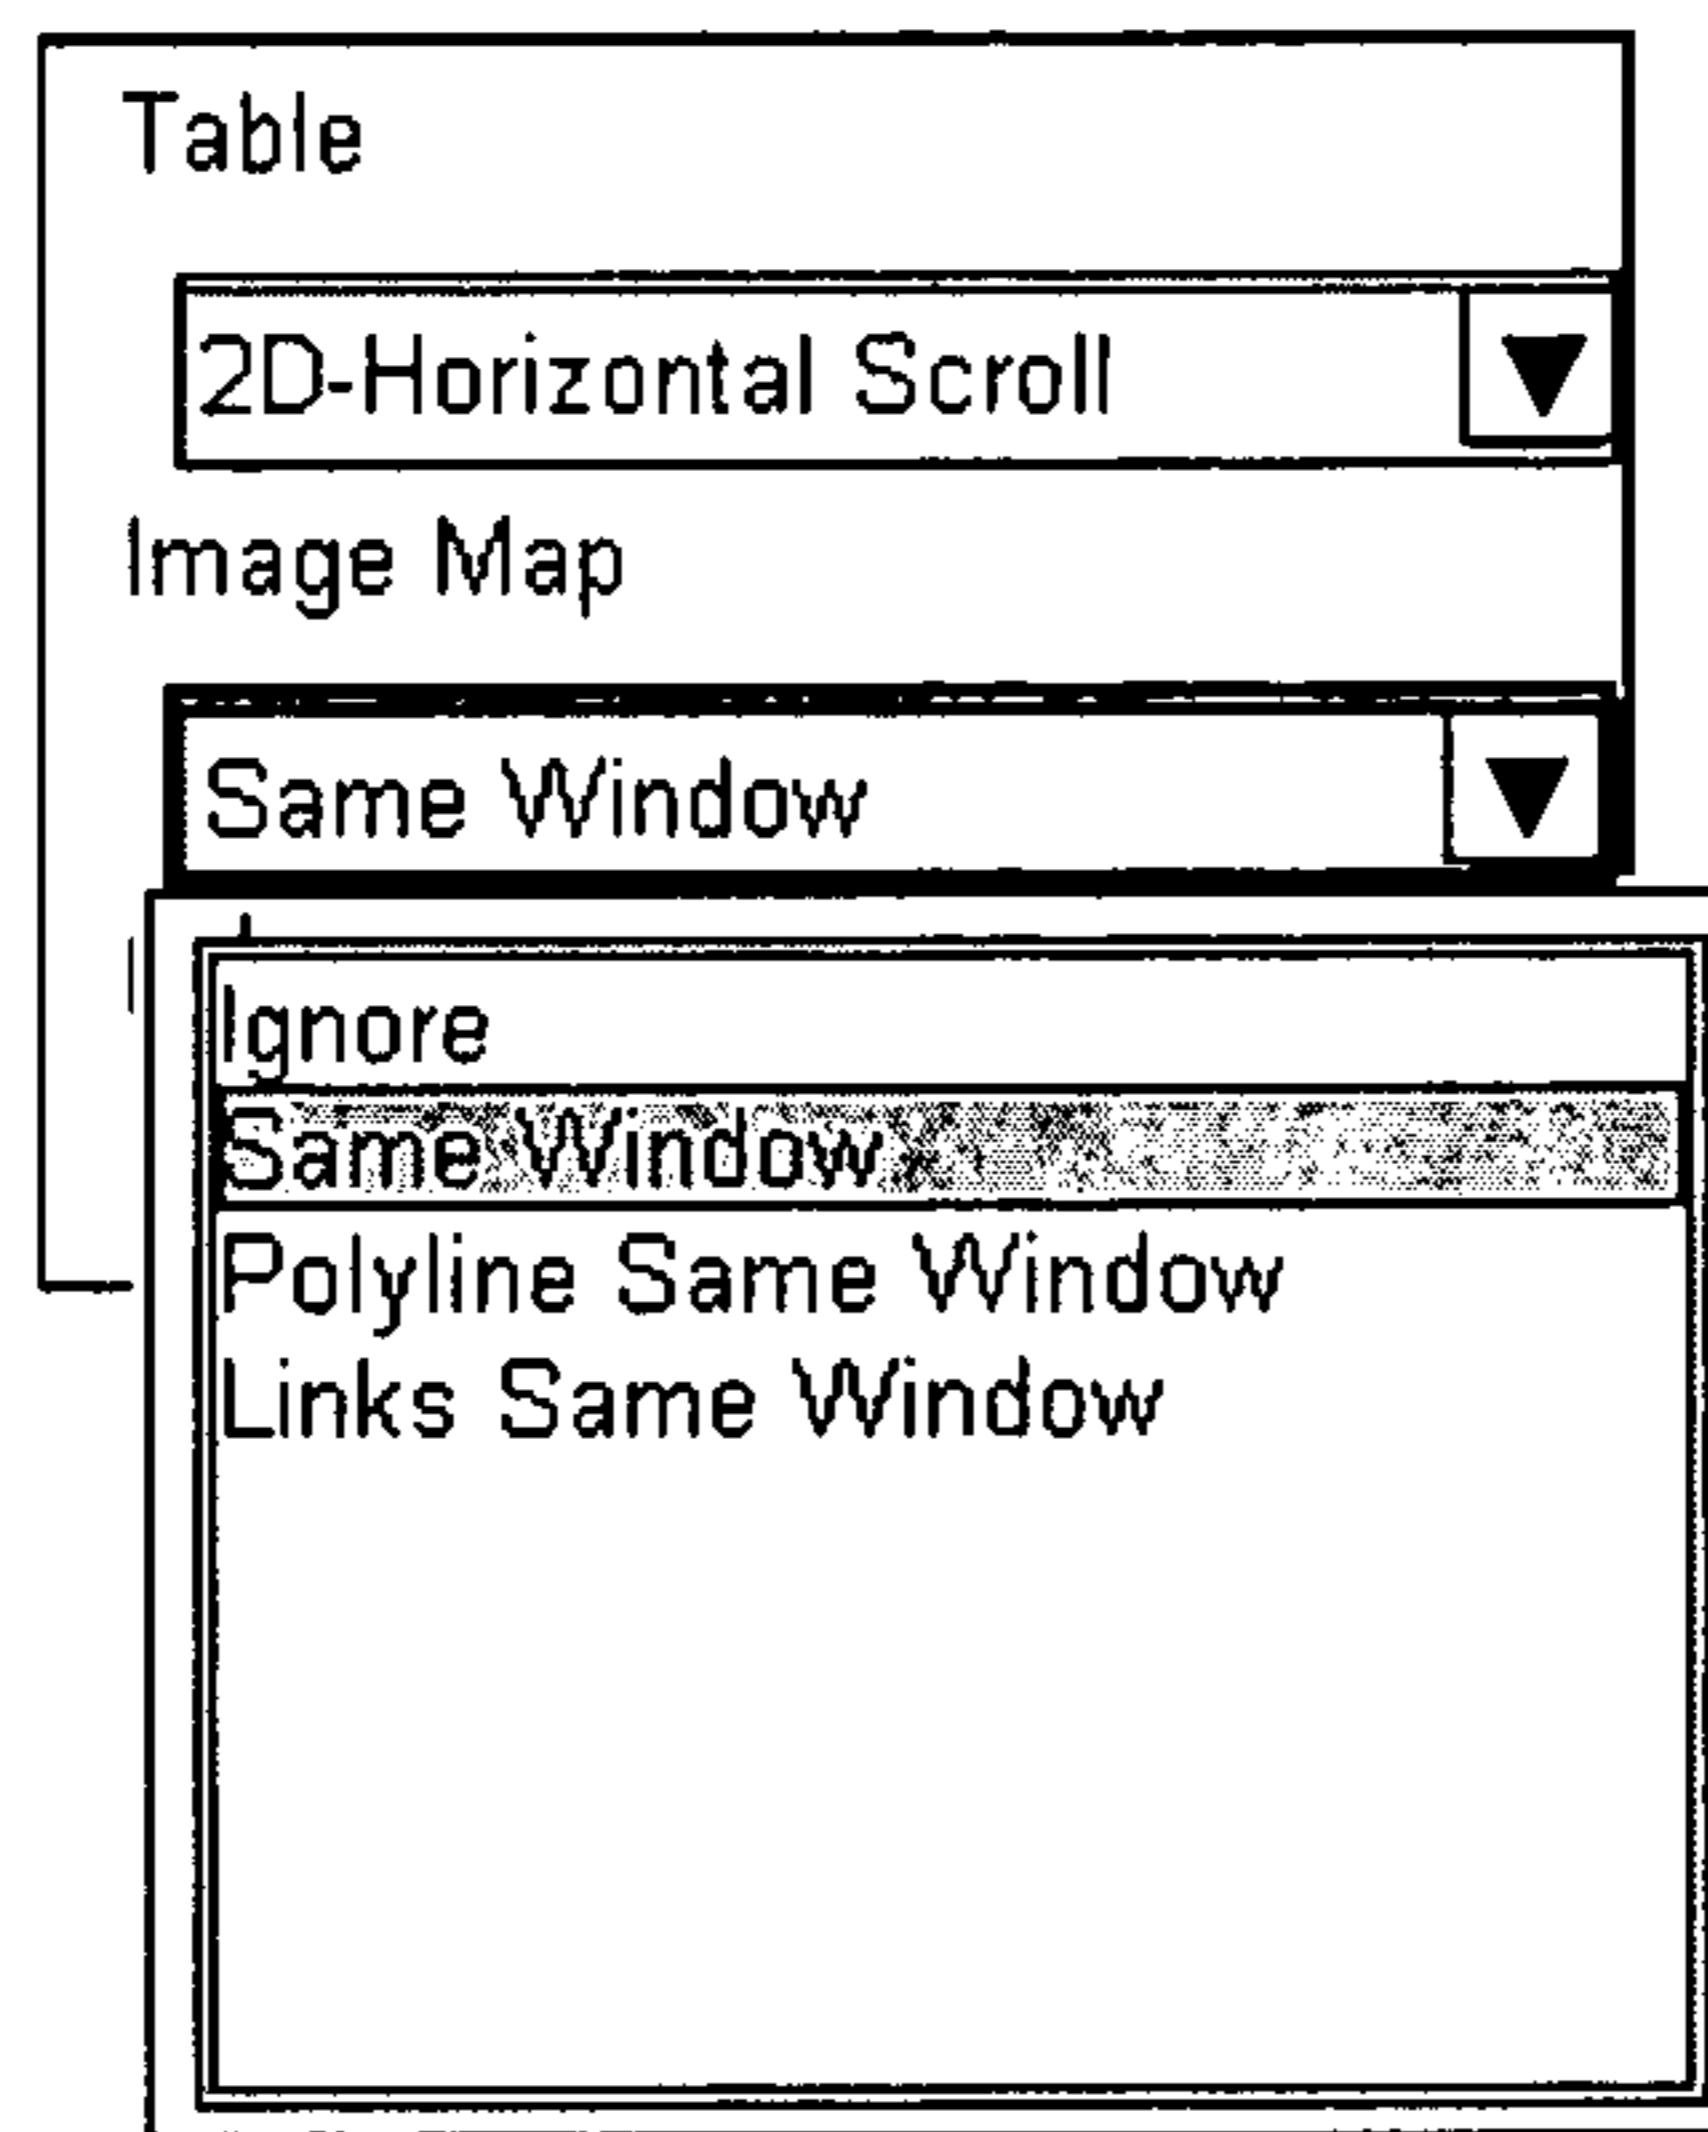 Table
2D-Horizontal Scroll
Image Map
Same Window
Ignore
Same Window
Polyline Same Window
Links Same Window